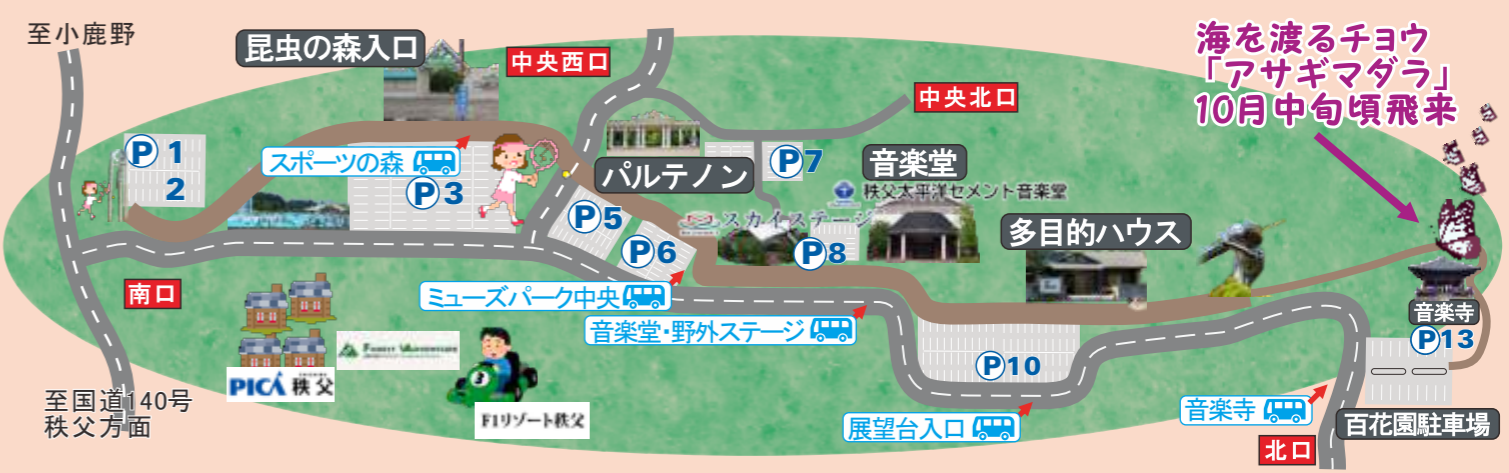 至小鹿野
昆虫の森入口
中央西口
中央北口
海を渡るチョウ
「アサギマダラ」
10月中旬頃飛来
P 1
2
スポーツの森
P3
パルテノン
P7
音楽堂
秩父太平洋セメント音楽堂
P5
スカイステージ
P6
P8
多目的ハウス
南口
ミューズパーク中央
音楽堂・野外ステージ
音楽寺
P13
PICA秩父
3
F1リゾート秩父
P10
至国道140号
秩父方面
展望台入口
音楽寺
百花園駐車場
北口